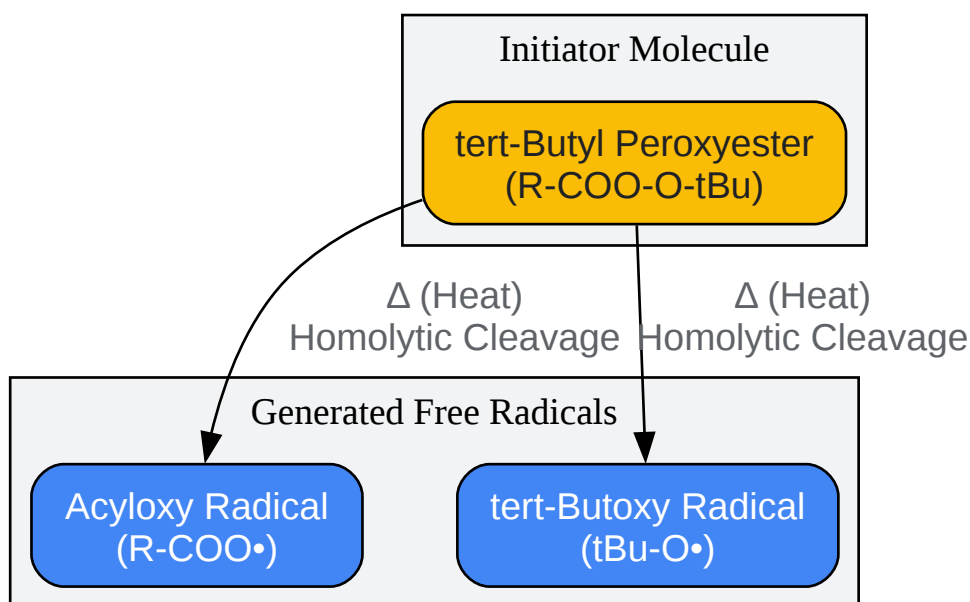 Initiator Molecule
tert-Butyl Peroxyester
(R-COO-O-tBu)
Δ (Heat)
Homolytic Cleavage
Δ (Heat)
Homolytic Cleavage
Generated Free Radicals
Acyloxy Radical
(R-COO•)
tert-Butoxy Radical
(tBu-O•)